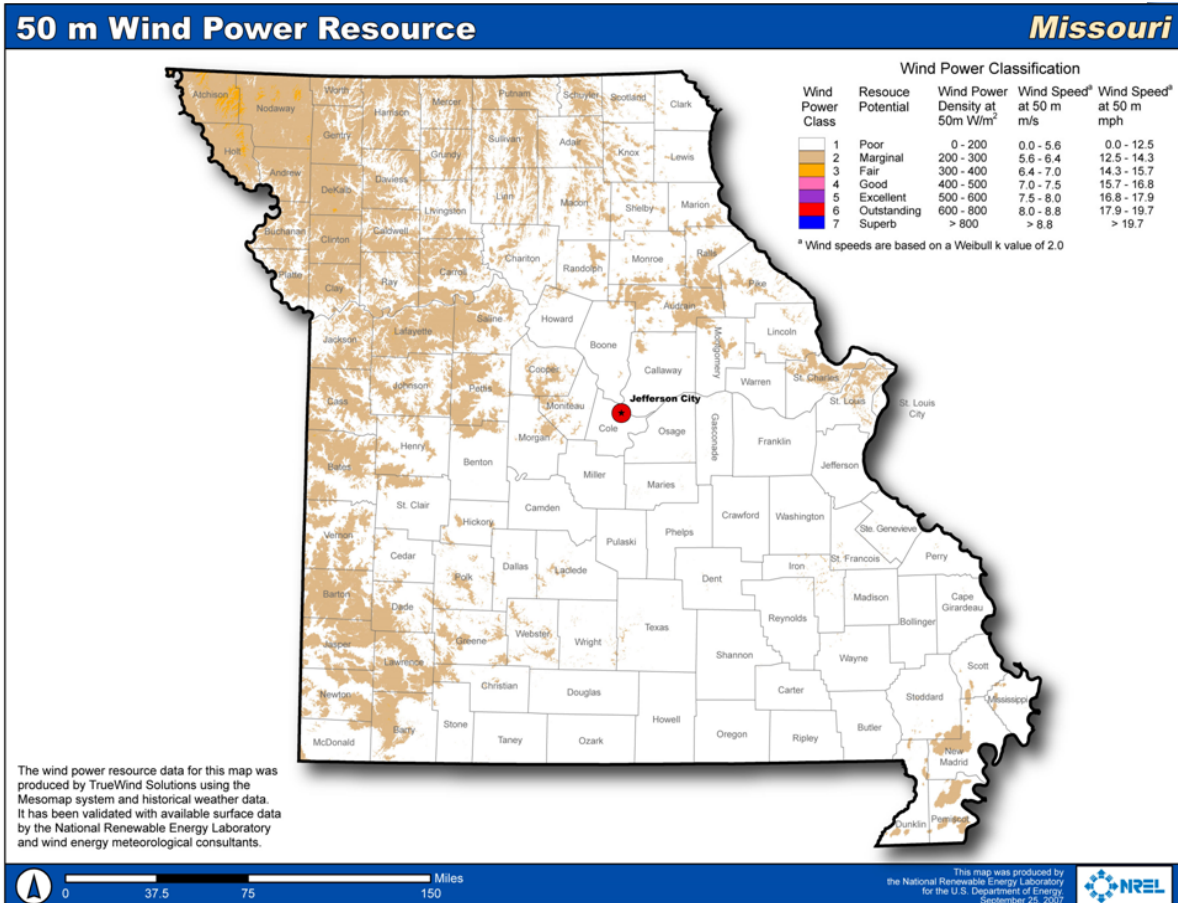 50 m Wind Power Resource
Missouri
Wind Power Classification
Wind Power Class
Resouce Potential
Wind Power Density at 50m W/m²
Wind Speedᵃ at 50 m m/s
Wind Speedᵃ at 50 m mph
1 Poor 0 - 200 0.0 - 5.6 0.0 - 12.5
2 Marginal 200 - 300 5.6 - 6.4 12.5 - 14.3
3 Fair 300 - 400 6.4 - 7.0 14.3 - 15.7
4 Good 400 - 500 7.0 - 7.5 15.7 - 16.8
5 Excellent 500 - 600 7.5 - 8.0 16.8 - 17.9
6 Outstanding 600 - 800 8.0 - 8.8 17.9 - 19.7
7 Superb > 800 > 8.8 > 19.7
ᵃ Wind speeds are based on a Weibull k value of 2.0
Atchison
Nodaway
Worth
Harrison
Mercer
Putnam
Schuyler
Scotland
Clark
Gentry
Sullivan
Adair
Knox
Lewis
Holt
Andrew
DeKalb
Daviess
Grundy
Linn
Macon
Shelby
Marion
Livingston
Buchanan
Clinton
Caldwell
Chariton
Randolph
Monroe
Ralls
Pike
Platte
Clay
Ray
Carroll
Saline
Howard
Boone
Audrain
Lincoln
Jackson
Lafayette
Cooper
Callaway
Montgomery
Warren
St. Charles
Johnson
Pettis
Moniteau
Jefferson City
St. Louis
St. Louis
City
Cass
Cole
Osage
Gasconade
Franklin
Jefferson
Henry
Benton
Morgan
Miller
Maries
Bates
St. Clair
Camden
Crawford
Washington
Hickory
Pulaski
Phelps
Ste. Genevieve
Vernon
Cedar
Polk
Dallas
Laclede
Dent
Iron
St. Francois
Perry
Barton
Dade
Madison
Cape
Girardeau
Bollinger
Jasper
Greene
Webster
Wright
Texas
Reynolds
Lawrence
Shannon
Wayne
Scott
Newton
Christian
Douglas
Carter
Stoddard
Mississippi
McDonald
Barry
Stone
Taney
Ozark
Howell
Oregon
Ripley
Butler
New
Madrid
Dunklin
Pemiscot
The wind power resource data for this map was
produced by TrueWind Solutions using the
Mesomap system and historical weather data.
It has been validated with available surface data
by the National Renewable Energy Laboratory
and wind energy meteorological consultants.
Miles
0 37.5 75 150
This map was produced by
the National Renewable Energy Laboratory
for the U.S. Department of Energy.
September 25, 2007
NREL